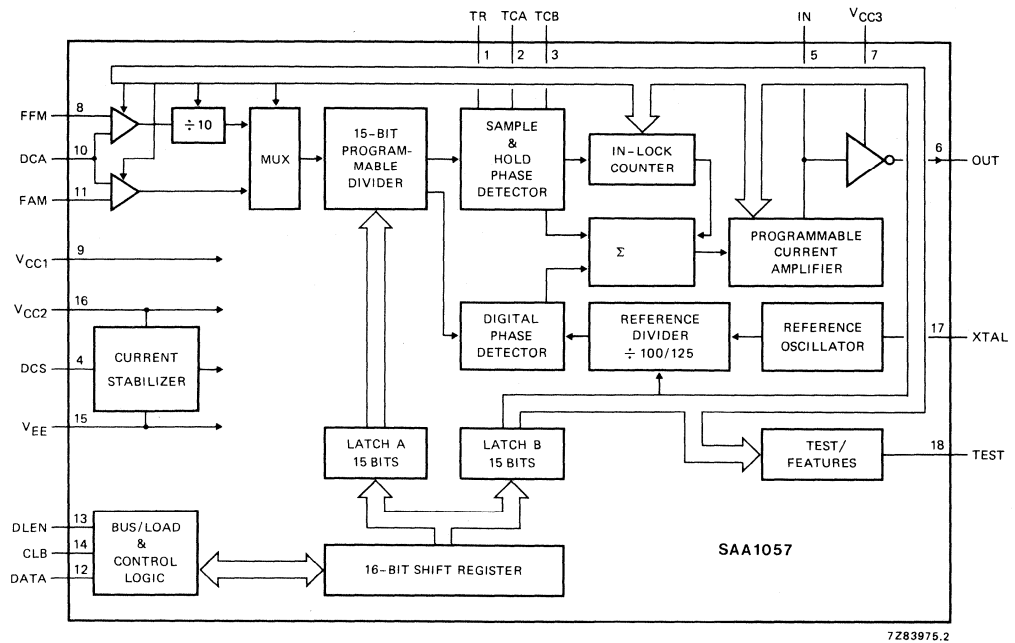 TR
TCA
TCB
IN
VCC3
1
2
3
5
7
FFM
8
÷10
DCA
10
FAM
11
MUX
15-BIT
PROGRAM-
MABLE
DIVIDER
SAMPLE
&
HOLD
PHASE
DETECTOR
IN-LOCK
COUNTER
6
OUT
Σ
PROGRAMMABLE
CURRENT
AMPLIFIER
VCC1
9
VCC2
16
DCS
4
CURRENT
STABILIZER
VEE
15
DIGITAL
PHASE
DETECTOR
REFERENCE
DIVIDER
÷ 100/125
REFERENCE
OSCILLATOR
17
XTAL
LATCH A
15 BITS
LATCH B
15 BITS
TEST/
FEATURES
18
TEST
DLEN
13
CLB
14
DATA
12
BUS/LOAD
&
CONTROL
LOGIC
16-BIT SHIFT REGISTER
SAA1057
7Z83975.2